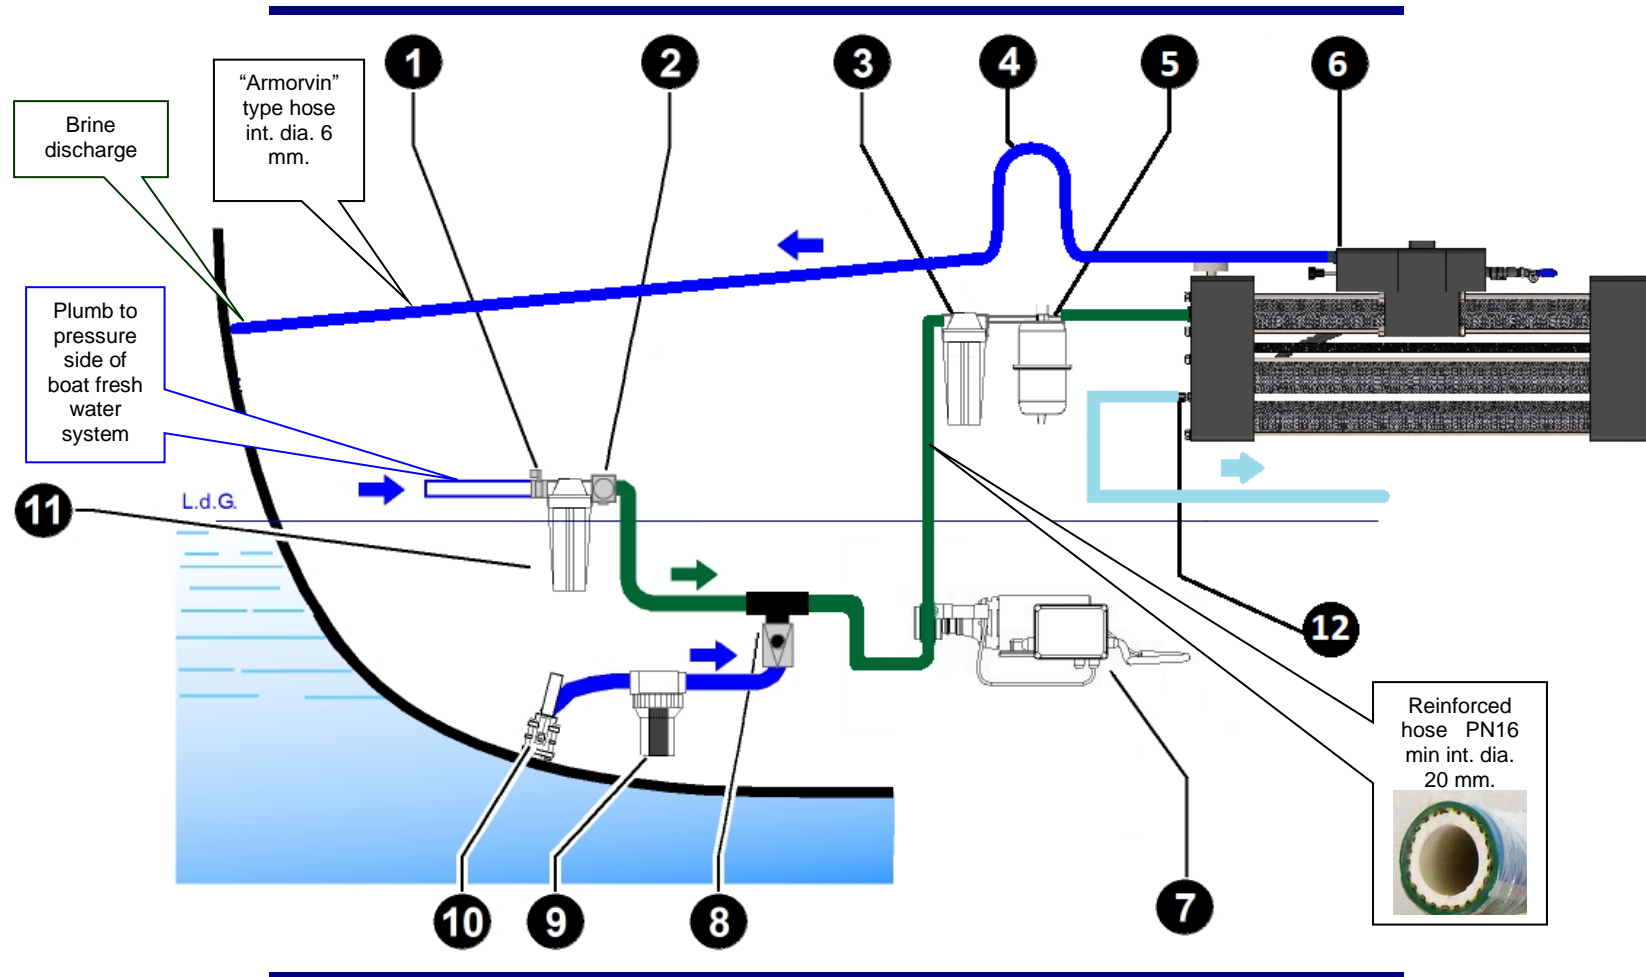 1
2
3
4
5
6
"Armorvin"
type hose
int. dia. 6
mm.
Brine
discharge
Plumb to
pressure
side of
boat fresh
water
system
11
L.d.G.
12
Reinforced
hose PN16
min int. dia.
20 mm.
10
9
8
7